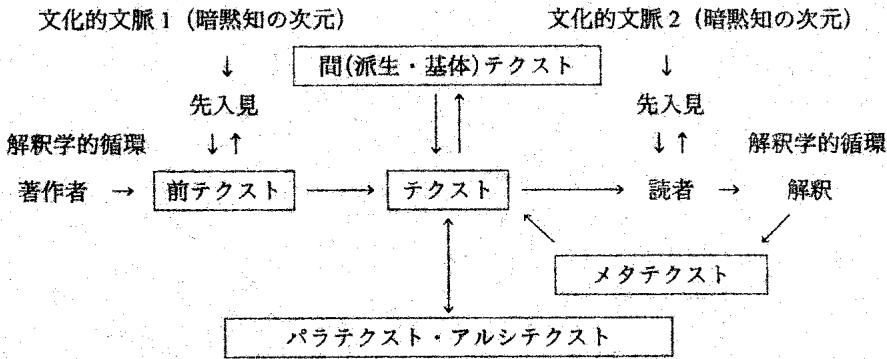 文化的文脈1（暗黙知の次元） 文化的文脈2（暗黙知の次元）
↓ 間(派生・基体)テクスト ↓
先入見 先入見
解釈学的循環 ↓↑ ↓↑ 解釈学的循環
著作者 → 前テクスト → テクスト → 読者 → 解釈
メタテクスト
パラテクスト・アルシテクスト